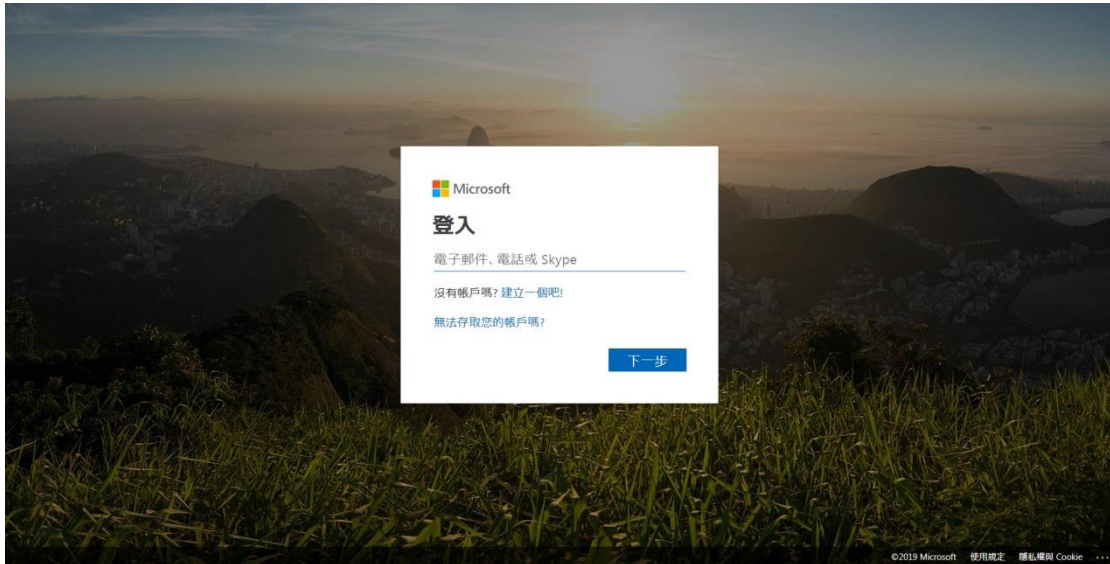 Microsoft
登入
電子郵件、電話或 Skype
沒有帳戶嗎? 建立一個吧!
無法存取您的帳戶嗎?
下一步
©2019 Microsoft 使用規定 隱私權與 Cookie ...